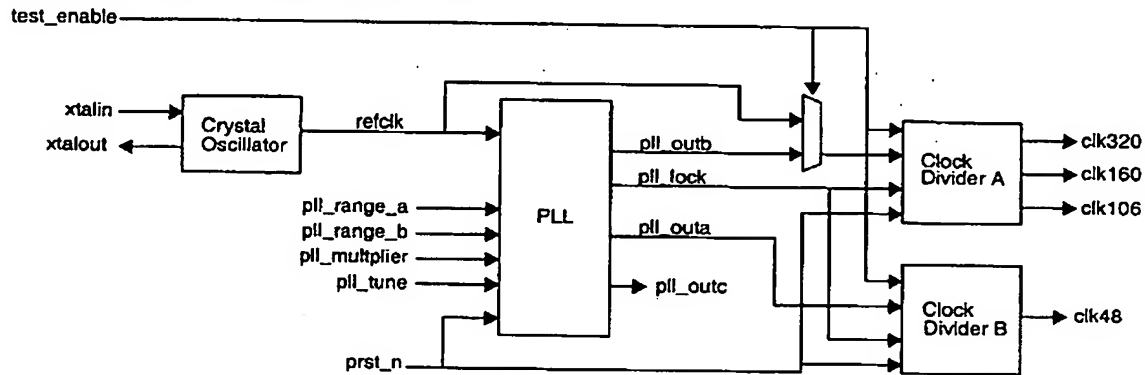 test_enable
xtalin
xtalout
Crystal
Oscillator
refclk
pll_range_a
pll_range_b
pll_multplier
pll_tune
prst_n
PLL
pll_outb
pll_lock
pll_outa
pll_outc
Clock
Divider A
clk320
clk160
clk106
Clock
Divider B
clk48